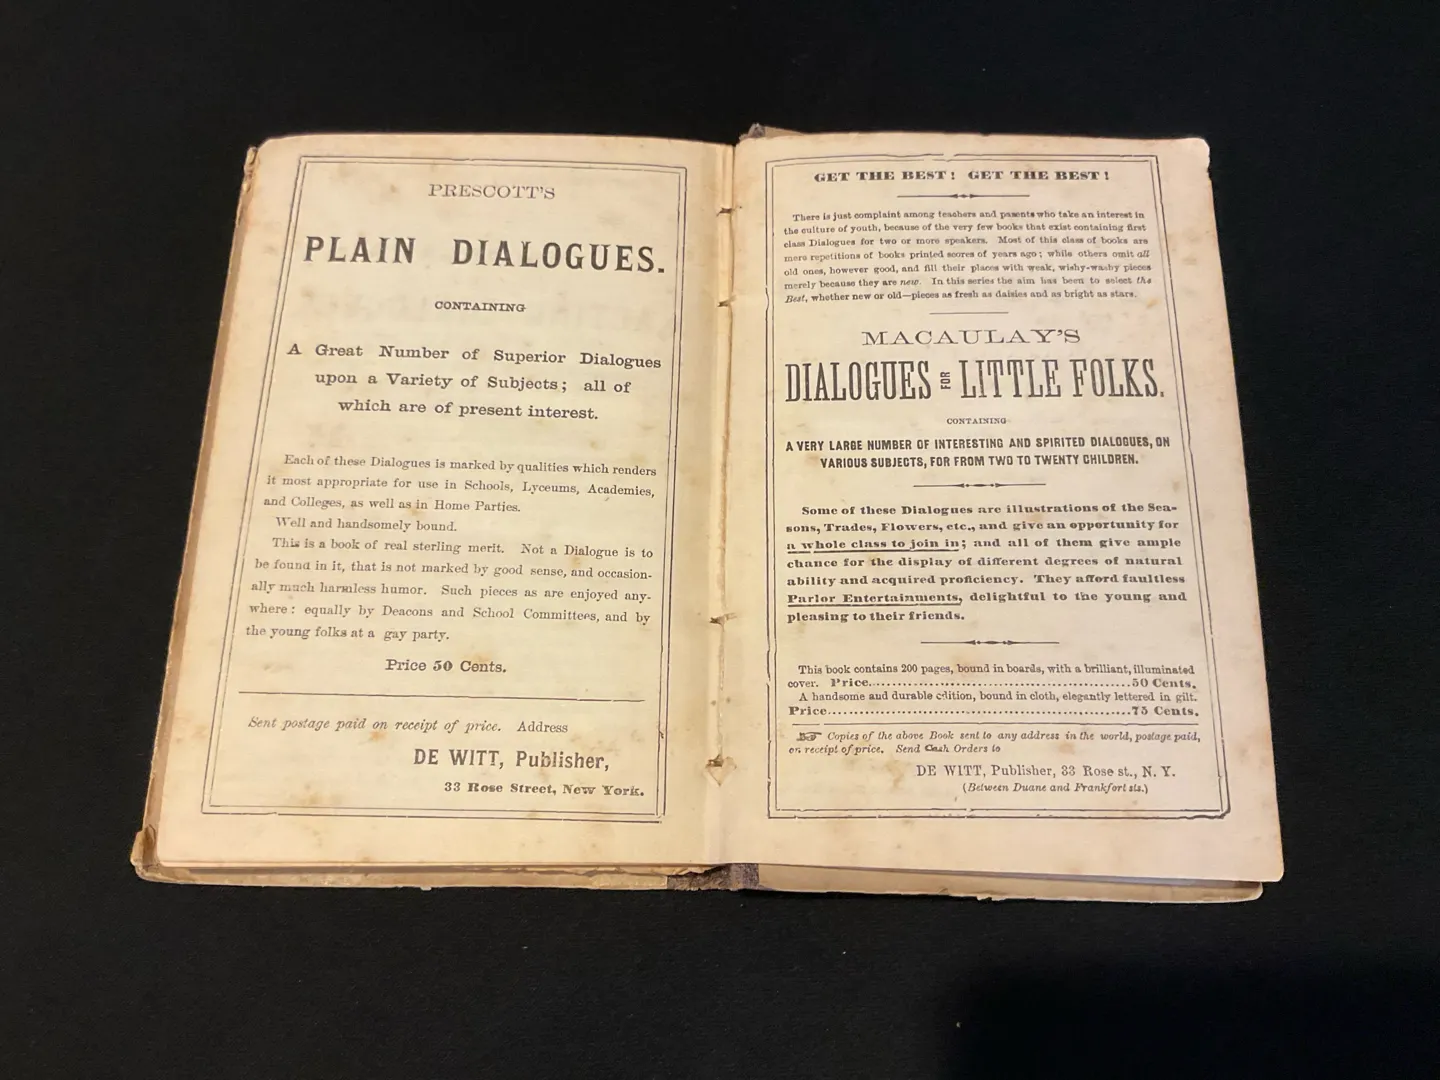 PRESCOTT'S
PLAIN DIALOGUES.
CONTAINING
A Great Number of Superior Dialogues
upon a Variety of Subjects; all of
which are of present interest.
Each of these Dialogues is marked by qualities which renders
it most appropriate for use in Schools, Lyceums, Academies,
and Colleges, as well as in Home Parties.
Well and handsomely bound.
This is a book of real sterling merit. Not a Dialogue is to
be found in it, that is not marked by good sense, and occasion-
ally much harmless humor. Such pieces as are enjoyed any-
where: equally by Deacons and School Committees, and by
the young folks at a gay party.
Price 50 Cents.
Sent postage paid on receipt of price. Address
DE WITT, Publisher,
33 Rose Street, New York.
GET THE BEST! GET THE BEST!
There is just complaint among teachers and parents who take an interest in
the culture of youth, because of the very few books that exist containing first
class Dialogues for two or more speakers. Most of this class of books are
mere repetitions of books printed scores of years ago; while others omit all
old ones, however good, and fill their places with weak, wishy-washy pieces
merely because they are new. In this series the aim has been to select the
Best, whether new or old—pieces as fresh as daisies and as bright as stars.
MACAULAY'S
DIALOGUES FOR LITTLE FOLKS.
CONTAINING
A VERY LARGE NUMBER OF INTERESTING AND SPIRITED DIALOGUES, ON
VARIOUS SUBJECTS, FOR FROM TWO TO TWENTY CHILDREN.
Some of these Dialogues are illustrations of the Sea-
sons, Trades, Flowers, etc., and give an opportunity for
a whole class to join in; and all of them give ample
chance for the display of different degrees of natural
ability and acquired proficiency. They afford faultless
Parlor Entertainments, delightful to the young and
pleasing to their friends.
This book contains 200 pages, bound in boards, with a brilliant, illuminated
cover. Price........................................50 Cents.
A handsome and durable edition, bound in cloth, elegantly lettered in gilt.
Price..............................................75 Cents.
☞ Copies of the above Book sent to any address in the world, postage paid,
on receipt of price. Send Cash Orders to
DE WITT, Publisher, 33 Rose st., N. Y.
(Between Duane and Frankfort sts.)